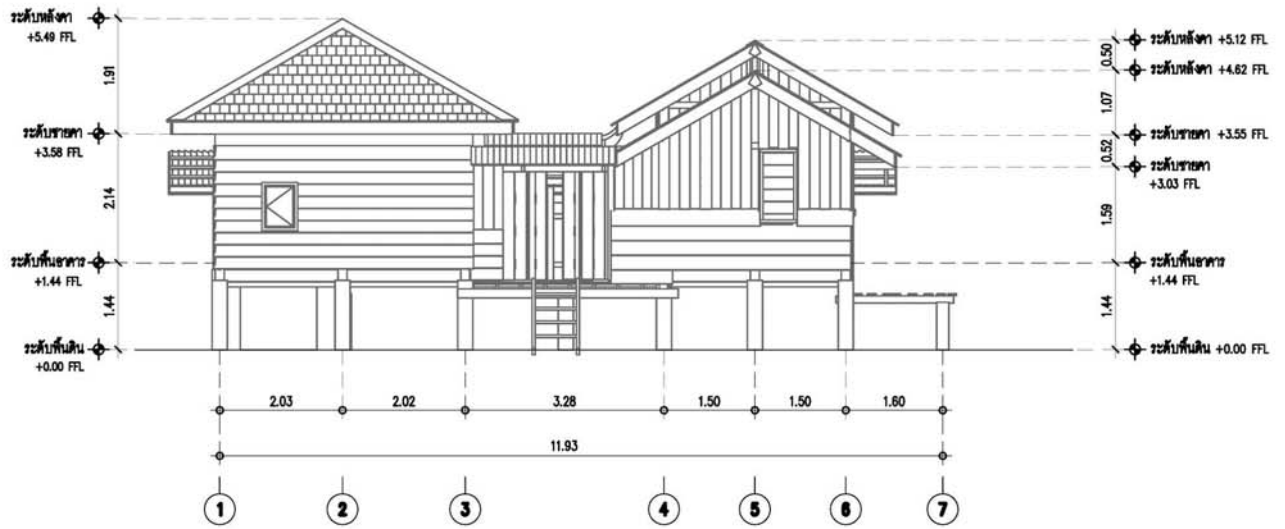 ระดับหลังคา
+5.49 FFL
1.91
ระดับชายคา
+3.58 FFL
2.14
ระดับพื้นอาคาร
+1.44 FFL
1.44
ระดับพื้นดิน
+0.00 FFL
ระดับหลังคา +5.12 FFL
0.50
ระดับหลังคา +4.62 FFL
1.07
ระดับชายคา +3.55 FFL
0.52
ระดับชายคา
+3.03 FFL
1.59
ระดับพื้นอาคาร
+1.44 FFL
1.44
ระดับพื้นดิน +0.00 FFL
2.03 2.02 3.28 1.50 1.50 1.60
11.93
1 2 3 4 5 6 7